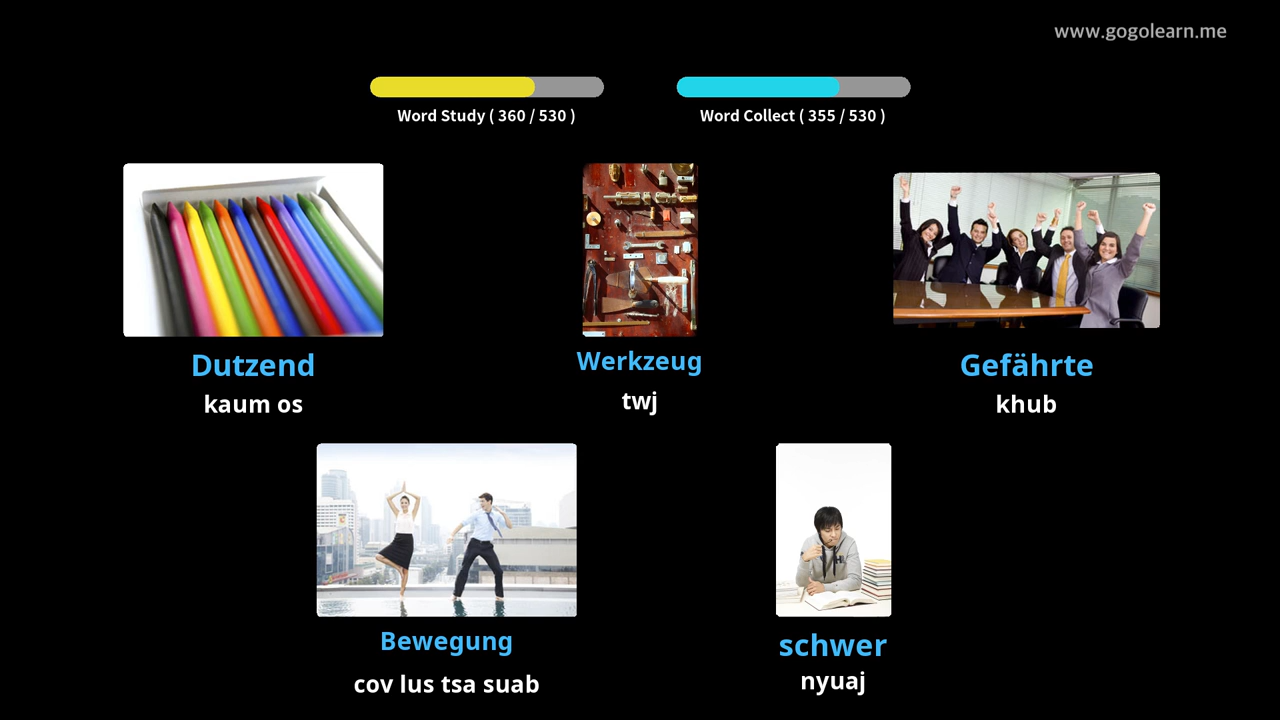 www.gogolearn.me
Word Study ( 360 / 530 )
Word Collect ( 355 / 530 )
Dutzend
kaum os
Werkzeug
twj
Gefährte
khub
Bewegung
cov lus tsa suab
schwer
nyuaj